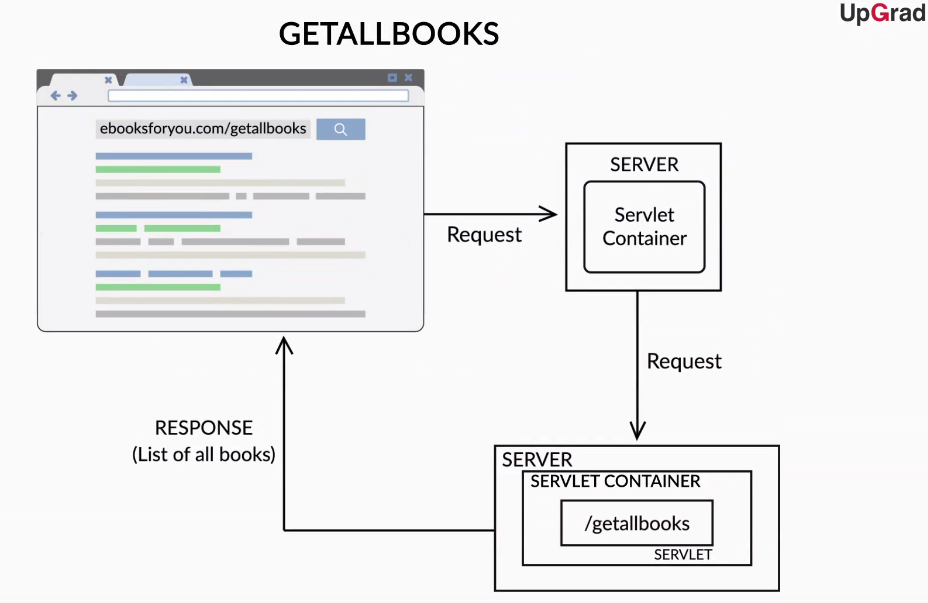 UpGrad
GETALLBOOKS
ebooksforyou.com/getallbooks
SERVER
Servlet
Container
Request
Request
RESPONSE
(List of all books)
SERVER
SERVLET CONTAINER
/getallbooks
SERVLET